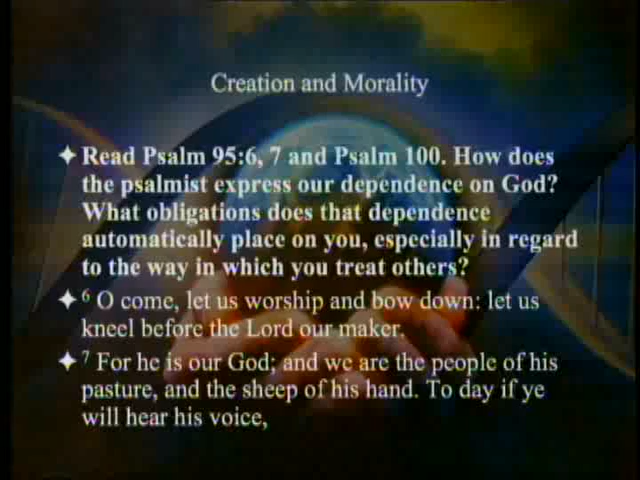 Creation and Morality
✦ Read Psalm 95:6, 7 and Psalm 100. How does
the psalmist express our dependence on God?
What obligations does that dependence
automatically place on you, especially in regard
to the way in which you treat others?
✦ ⁶ O come, let us worship and bow down: let us
kneel before the Lord our maker.
✦ ⁷ For he is our God; and we are the people of his
pasture, and the sheep of his hand. To day if ye
will hear his voice,